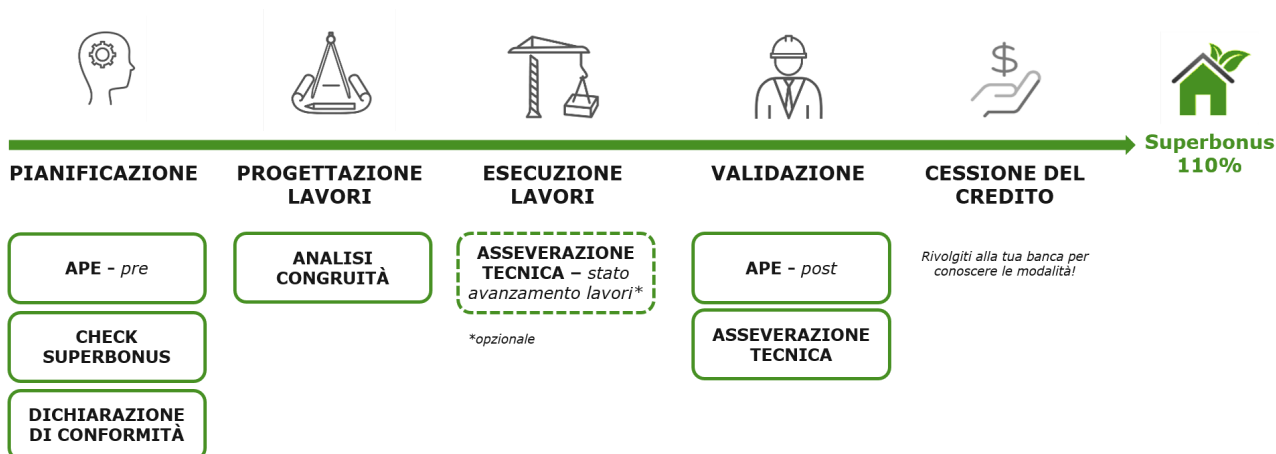 Superbonus
110%
PIANIFICAZIONE
PROGETTAZIONE
LAVORI
ESECUZIONE
LAVORI
VALIDAZIONE
CESSIONE DEL
CREDITO
APE – pre
CHECK
SUPERBONUS
DICHIARAZIONE
DI CONFORMITÀ
ANALISI
CONGRUITÀ
ASSEVERAZIONE
TECNICA – stato
avanzamento lavori*
*opzionale
APE – post
ASSEVERAZIONE
TECNICA
Rivolgiti alla tua banca per
conoscere le modalità!